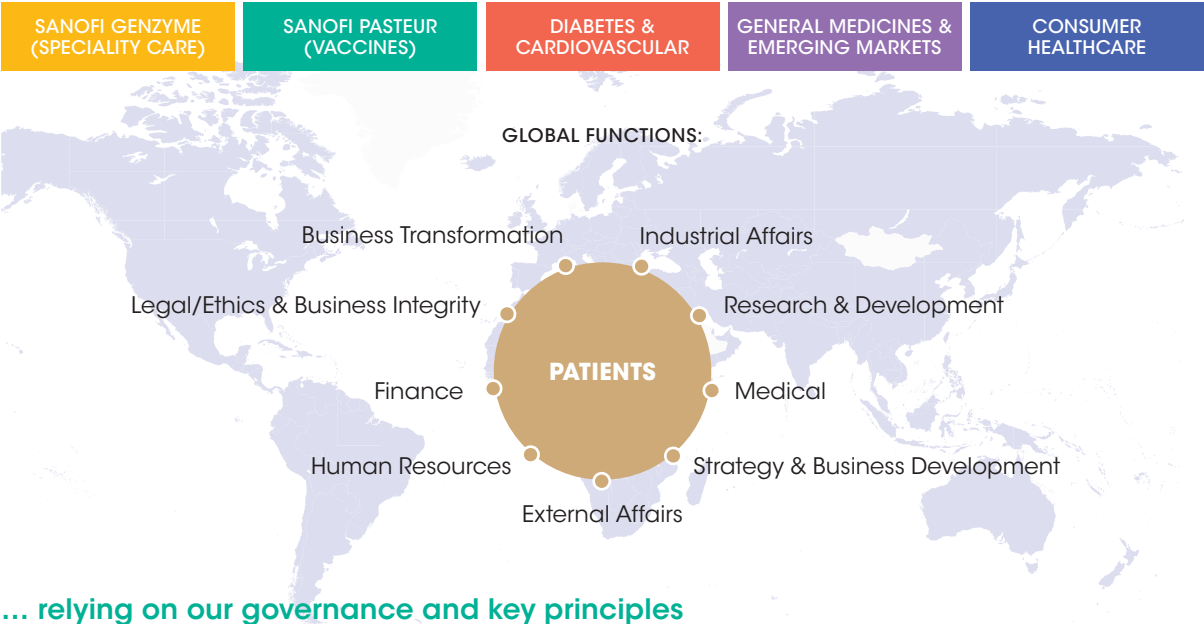 SANOFI GENZYME
(SPECIALITY CARE)
SANOFI PASTEUR
(VACCINES)
DIABETES &
CARDIOVASCULAR
GENERAL MEDICINES &
EMERGING MARKETS
CONSUMER
HEALTHCARE
GLOBAL FUNCTIONS:
Business Transformation
Industrial Affairs
Legal/Ethics & Business Integrity
Research & Development
PATIENTS
Finance
Medical
Human Resources
Strategy & Business Development
External Affairs
... relying on our governance and key principles